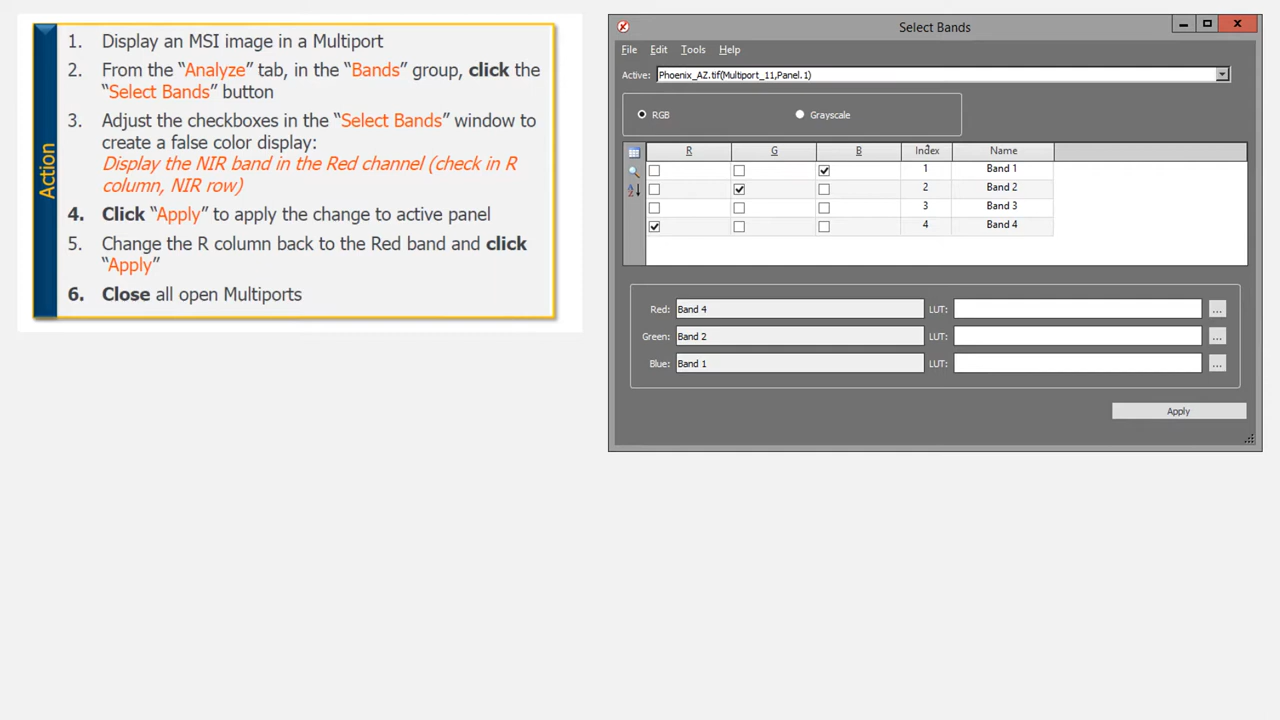 Action
1. Display an MSI image in a Multiport
2. From the “Analyze” tab, in the “Bands” group, click the
“Select Bands” button
3. Adjust the checkboxes in the “Select Bands” window to
create a false color display:
Display the NIR band in the Red channel (check in R
column, NIR row)
4. Click “Apply” to apply the change to active panel
5. Change the R column back to the Red band and click
“Apply”
6. Close all open Multiports
Select Bands
File Edit Tools Help
Active: Phoenix_AZ.tif(Multiport_11,Panel.1)
RGB Grayscale
R G B Index Name
1 Band 1
2 Band 2
3 Band 3
4 Band 4
Red: Band 4 LUT: ...
Green: Band 2 LUT: ...
Blue: Band 1 LUT: ...
Apply